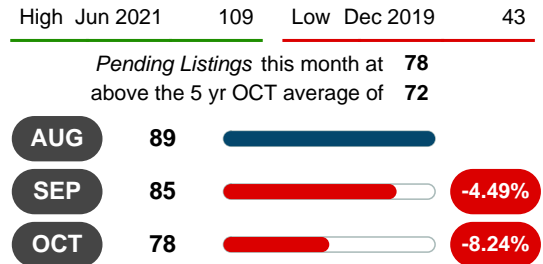 High Jun 2021 109 Low Dec 2019 43
Pending Listings this month at 78
above the 5 yr OCT average of 72
AUG 89
SEP 85 -4.49%
OCT 78 -8.24%